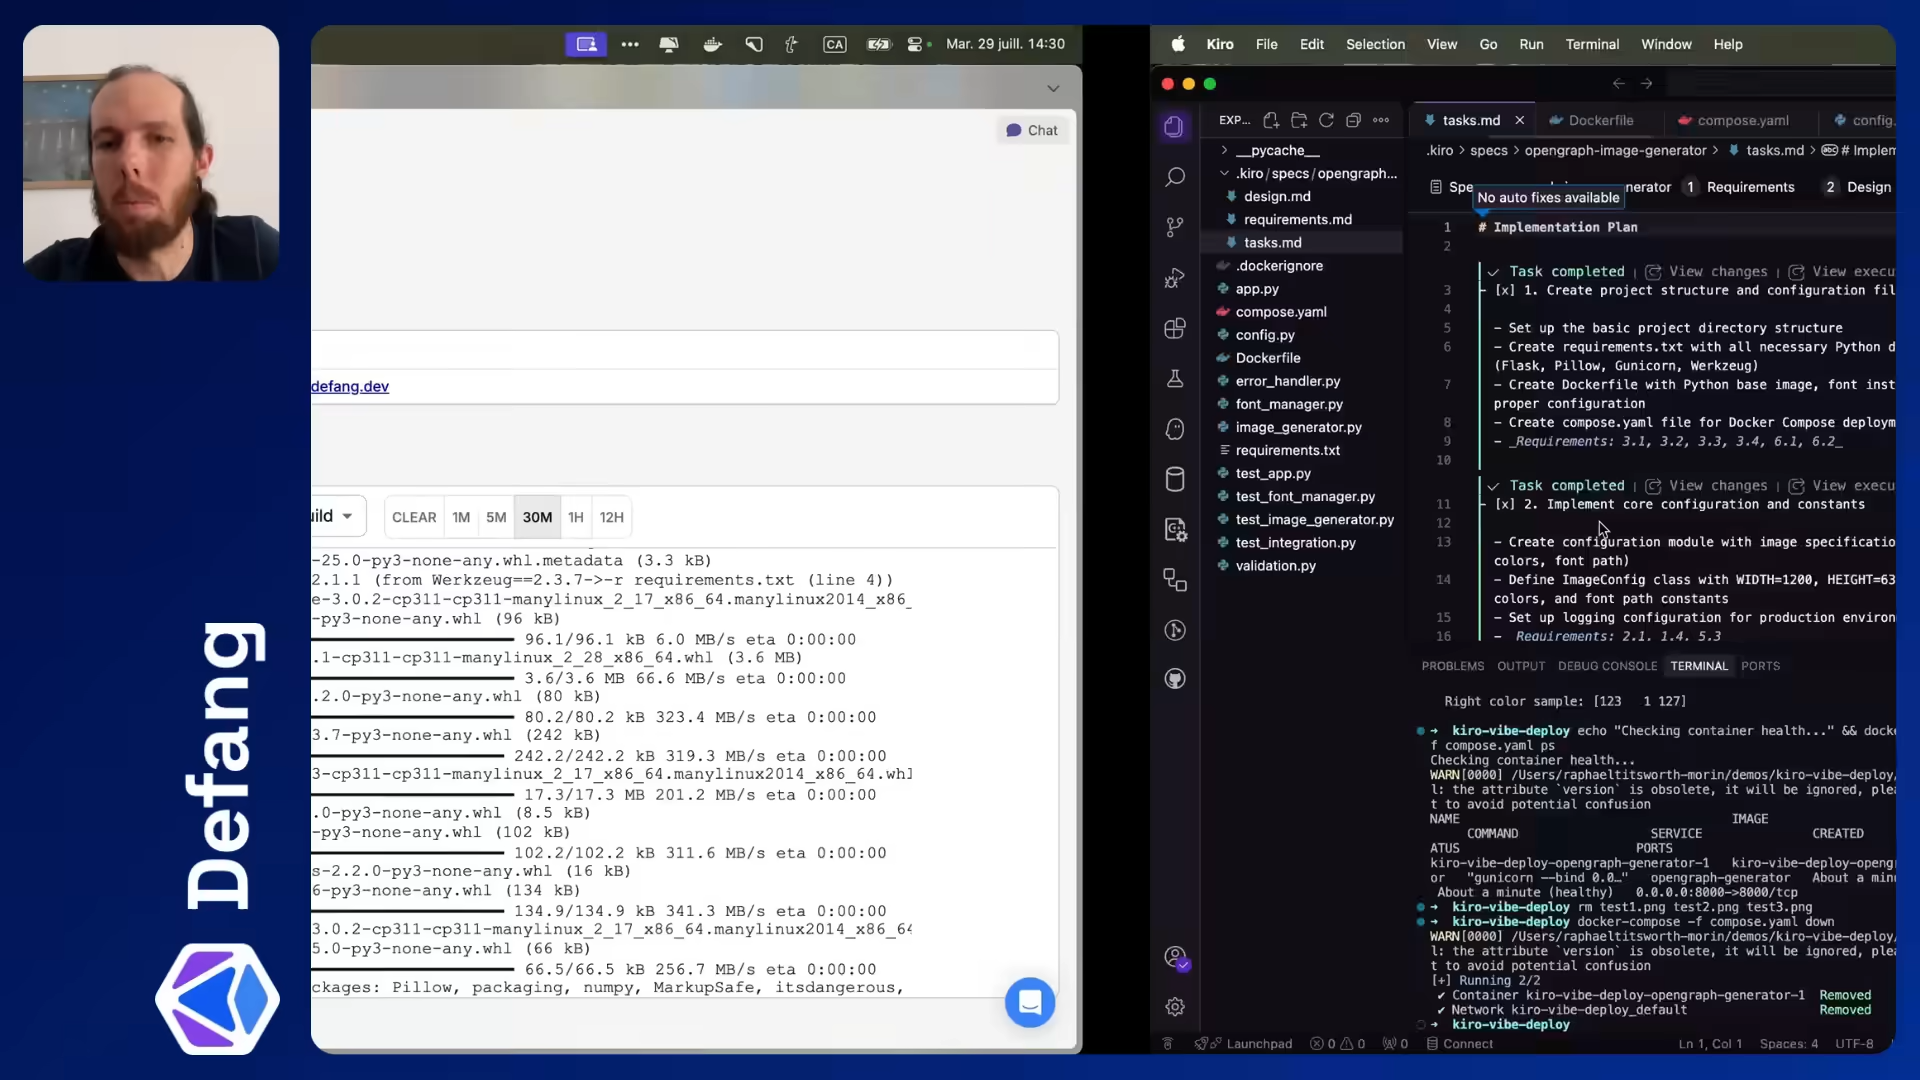 Defang
CA
Mar. 29 juill. 14:30
Chat
defang.dev
uild
CLEAR 1M 5M 30M 1H 12H
-25.0-py3-none-any.whl.metadata (3.3 kB)
2.1.1 (from Werkzeug==2.3.7->-r requirements.txt (line 4))
e-3.0.2-cp311-cp311-manylinux_2_17_x86_64.manylinux2014_x86_
-py3-none-any.whl (96 kB)
96.1/96.1 kB 6.0 MB/s eta 0:00:00
.1-cp311-cp311-manylinux_2_28_x86_64.whl (3.6 MB)
3.6/3.6 MB 66.6 MB/s eta 0:00:00
.2.0-py3-none-any.whl (80 kB)
80.2/80.2 kB 323.4 MB/s eta 0:00:00
3.7-py3-none-any.whl (242 kB)
242.2/242.2 kB 319.3 MB/s eta 0:00:00
3-cp311-cp311-manylinux_2_17_x86_64.manylinux2014_x86_64.whl
17.3/17.3 MB 201.2 MB/s eta 0:00:00
.0-py3-none-any.whl (8.5 kB)
-py3-none-any.whl (102 kB)
102.2/102.2 kB 311.6 MB/s eta 0:00:00
s-2.2.0-py3-none-any.whl (16 kB)
6-py3-none-any.whl (134 kB)
134.9/134.9 kB 341.3 MB/s eta 0:00:00
3.0.2-cp311-cp311-manylinux_2_17_x86_64.manylinux2014_x86_64
5.0-py3-none-any.whl (66 kB)
66.5/66.5 kB 256.7 MB/s eta 0:00:00
ckages: Pillow, packaging, numpy, MarkupSafe, itsdangerous,
Kiro File Edit Selection View Go Run Terminal Window Help
EXP...
__pycache__
.kiro/specs/opengraph...
design.md
requirements.md
tasks.md
.dockerignore
app.py
compose.yaml
config.py
Dockerfile
error_handler.py
font_manager.py
image_generator.py
requirements.txt
test_app.py
test_font_manager.py
test_image_generator.py
test_integration.py
validation.py
tasks.md Dockerfile compose.yaml config.
.kiro > specs > opengraph-image-generator > tasks.md > # Implem
Spe nerator 1 Requirements 2 Design
No auto fixes available
1 # Implementation Plan
2
Task completed | View changes | View execu
3 - [x] 1. Create project structure and configuration fil
4
5 - Set up the basic project directory structure
6 - Create requirements.txt with all necessary Python d
(Flask, Pillow, Gunicorn, Werkzeug)
7 - Create Dockerfile with Python base image, font inst
proper configuration
8 - Create compose.yaml file for Docker Compose deploym
9 - _Requirements: 3.1, 3.2, 3.3, 3.4, 6.1, 6.2_
10
Task completed | View changes | View execu
11 - [x] 2. Implement core configuration and constants
12
13 - Create configuration module with image specificatio
colors, font path)
14 - Define ImageConfig class with WIDTH=1200, HEIGHT=63
colors, and font path constants
15 - Set up logging configuration for production environ
16 - Requirements: 2.1, 1.4, 5.3
PROBLEMS OUTPUT DEBUG CONSOLE TERMINAL PORTS
Right color sample: [123 1 127]
kiro-vibe-deploy echo "Checking container health..." && docke
f compose.yaml ps
Checking container health...
WARN[0000] /Users/raphaeltitsworth-morin/demos/kiro-vibe-deploy/
l: the attribute `version` is obsolete, it will be ignored, plea
t to avoid potential confusion
NAME IMAGE
COMMAND SERVICE CREATED
ATUS PORTS
kiro-vibe-deploy-opengraph-generator-1 kiro-vibe-deploy-openg
or "gunicorn --bind 0.0…" opengraph-generator About a min
About a minute (healthy) 0.0.0.0:8000->8000/tcp
kiro-vibe-deploy rm test1.png test2.png test3.png
kiro-vibe-deploy docker-compose -f compose.yaml down
WARN[0000] /Users/raphaeltitsworth-morin/demos/kiro-vibe-deploy/
l: the attribute `version` is obsolete, it will be ignored, plea
t to avoid potential confusion
[+] Running 2/2
✔ Container kiro-vibe-deploy-opengraph-generator-1 Removed
✔ Network kiro-vibe-deploy_default Removed
kiro-vibe-deploy
Launchpad 0 0 0 Connect Ln 1, Col 1 Spaces: 4 UTF-8